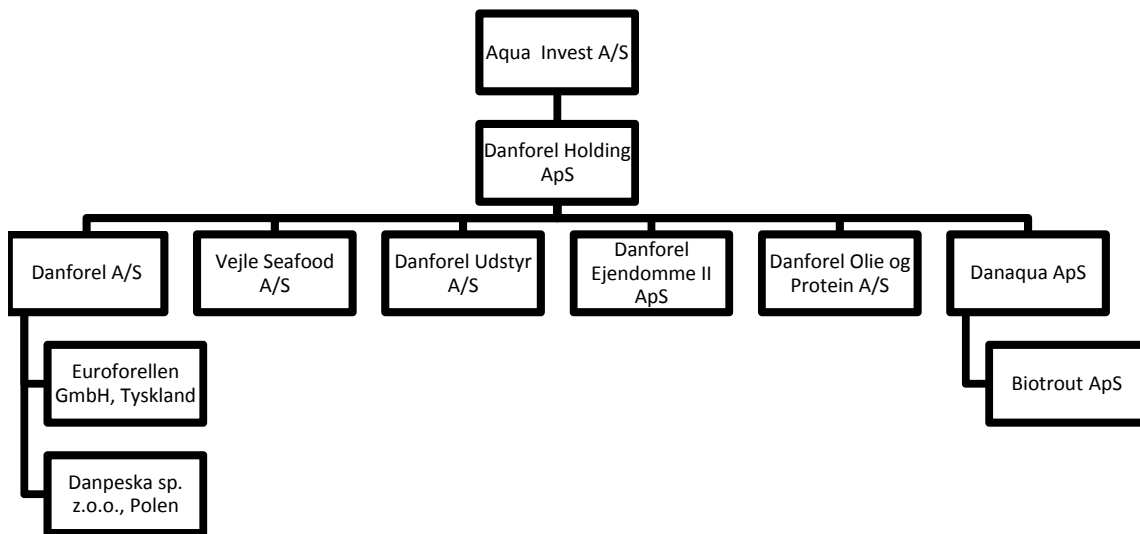 Aqua  Invest A/S
Danforel Holding
ApS
Danforel A/S
Vejle Seafood
A/S
Danforel Udstyr
A/S
Danforel
Ejendomme II
ApS
Danforel Olie og
Protein A/S
Danaqua ApS
Euroforellen
GmbH, Tyskland
Biotrout ApS
Danpeska sp.
z.o.o., Polen